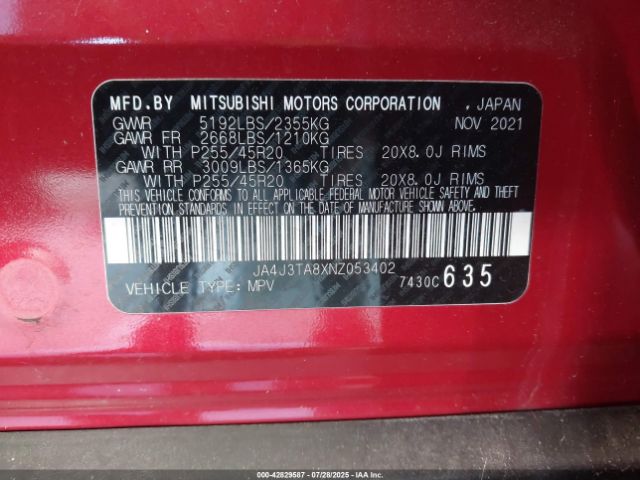 MFD.BY MITSUBISHI MOTORS CORPORATION , JAPAN
GVWR 5192LBS/2355KG NOV 2021
GAWR FR 2668LBS/1210KG
WITH P255/45R20 TIRES 20X8.0J RIMS
GAWR RR 3009LBS/1365KG
WITH P255/45R20 TIRES 20X8.0J RIMS
THIS VEHICLE CONFORMS TO ALL APPLICABLE FEDERAL MOTOR VEHICLE SAFETY AND THEFT
PREVENTION STANDARDS IN EFFECT ON THE DATE OF MANUFACTURE SHOWN ABOVE.
JA4J3TA8XNZ053402
VEHICLE TYPE: MPV 7430C 635
000-42829587 07/28/2025 IAAI.COM